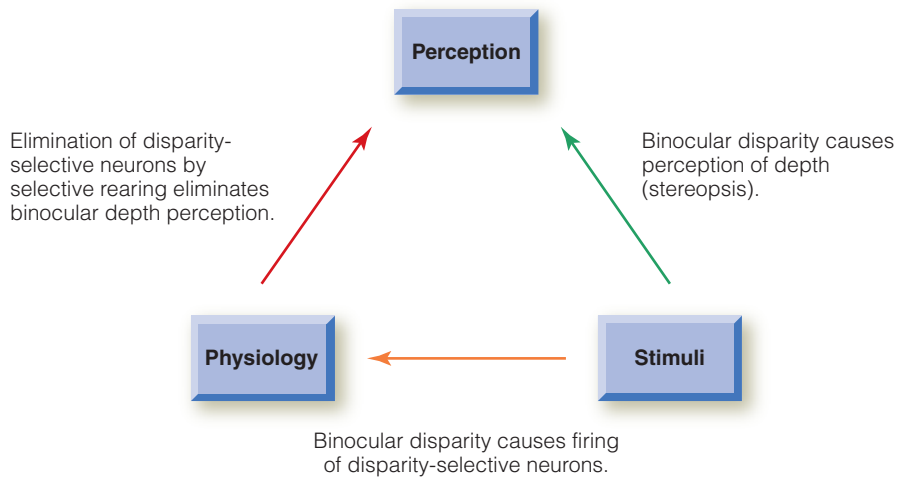 Perception
Elimination of disparity-
selective neurons by
selective rearing eliminates
binocular depth perception.
Binocular disparity causes
perception of depth
(stereopsis).
Physiology
Stimuli
Binocular disparity causes firing
of disparity-selective neurons.